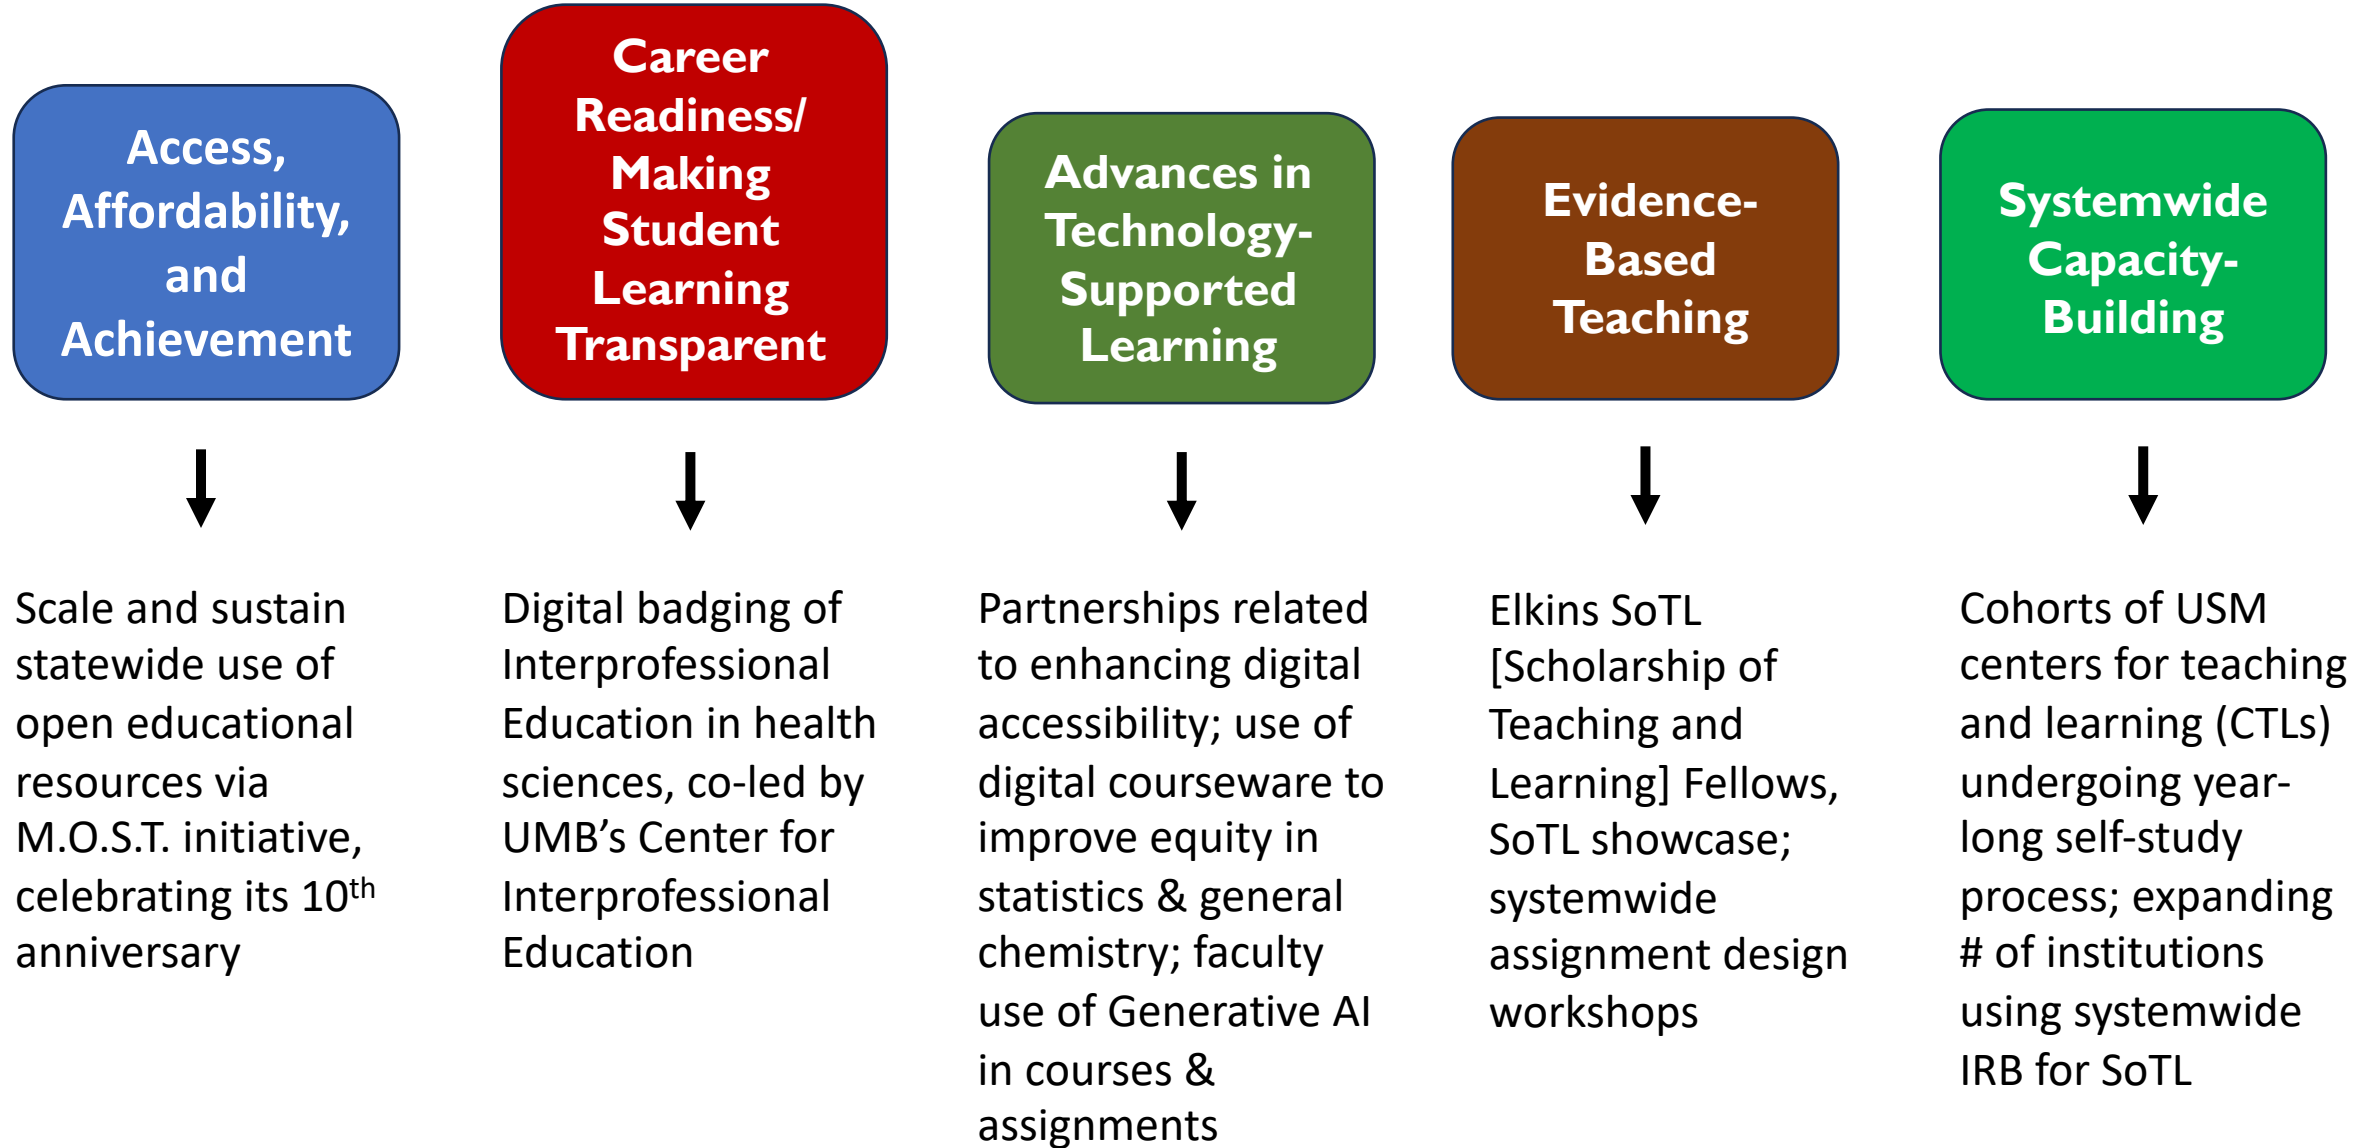 Access,
Affordability,
and
Achievement
Career
Readiness/
Making
Student
Learning
Transparent
Advances in
Technology-
Supported
Learning
Evidence-
Based
Teaching
Systemwide
Capacity-
Building
Scale and sustain
statewide use of
open educational
resources via
M.O.S.T. initiative,
celebrating its 10th
anniversary
Digital badging of
Interprofessional
Education in health
sciences, co-led by
UMB’s Center for
Interprofessional
Education
Partnerships related
to enhancing digital
accessibility; use of
digital courseware to
improve equity in
statistics & general
chemistry; faculty
use of Generative AI
in courses &
assignments
Elkins SoTL
[Scholarship of
Teaching and
Learning] Fellows,
SoTL showcase;
systemwide
assignment design
workshops
Cohorts of USM
centers for teaching
and learning (CTLs)
undergoing year-
long self-study
process; expanding
# of institutions
using systemwide
IRB for SoTL